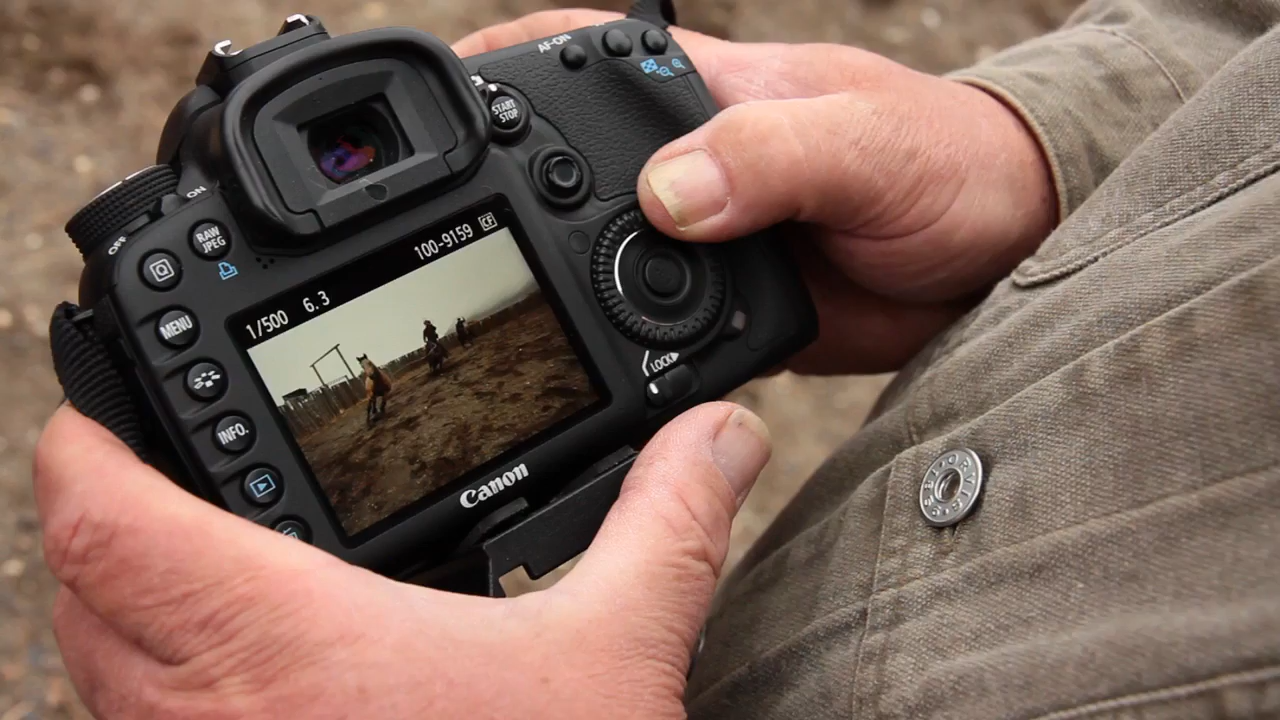 AF-ON
START
STOP
ON
OFF
RAW
JPEG
Q
100-9159 CF
1/500 6.3
MENU
LOCK
INFO.
Canon
ORVIS